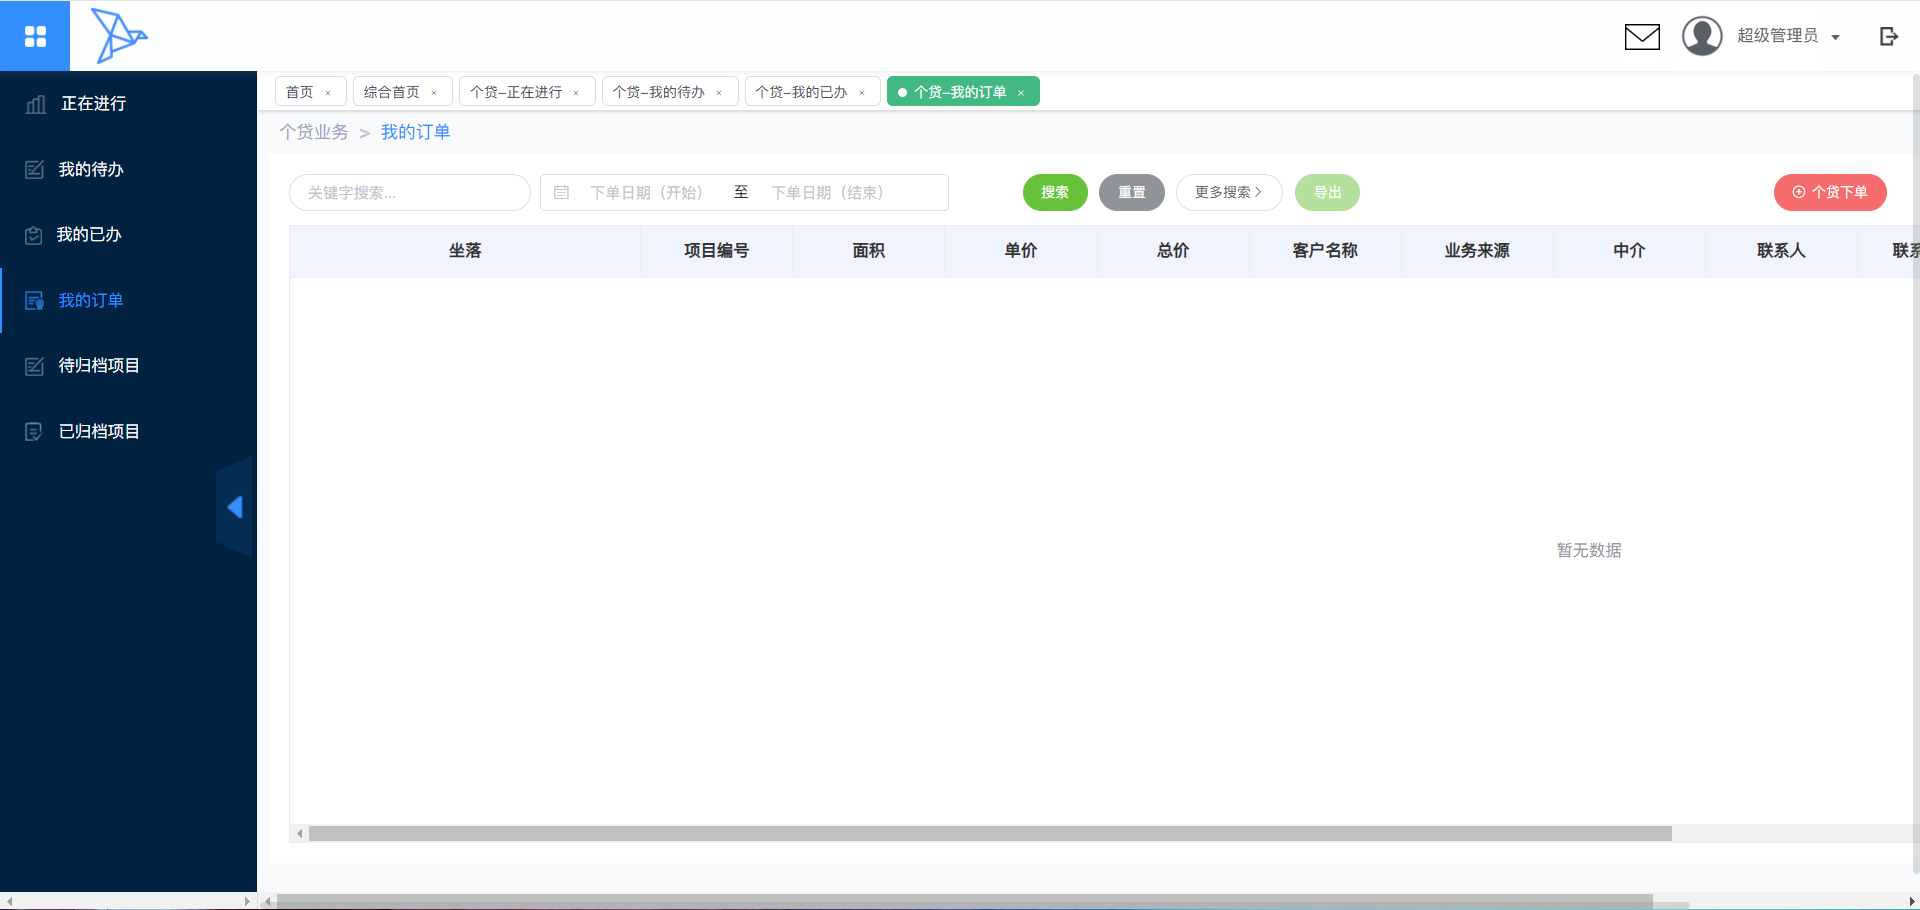 超级管理员
首页 × 综合首页 × 个贷-正在进行 × 个贷-我的待办 × 个贷-我的已办 × 个贷-我的订单 ×
个贷业务 > 我的订单
正在进行
我的待办
我的已办
我的订单
待归档项目
已归档项目
关键字搜索... 下单日期（开始） 至 下单日期（结束） 搜索 重置 更多搜索 导出 个贷下单
坐落 项目编号 面积 单价 总价 客户名称 业务来源 中介 联系人 联系
暂无数据